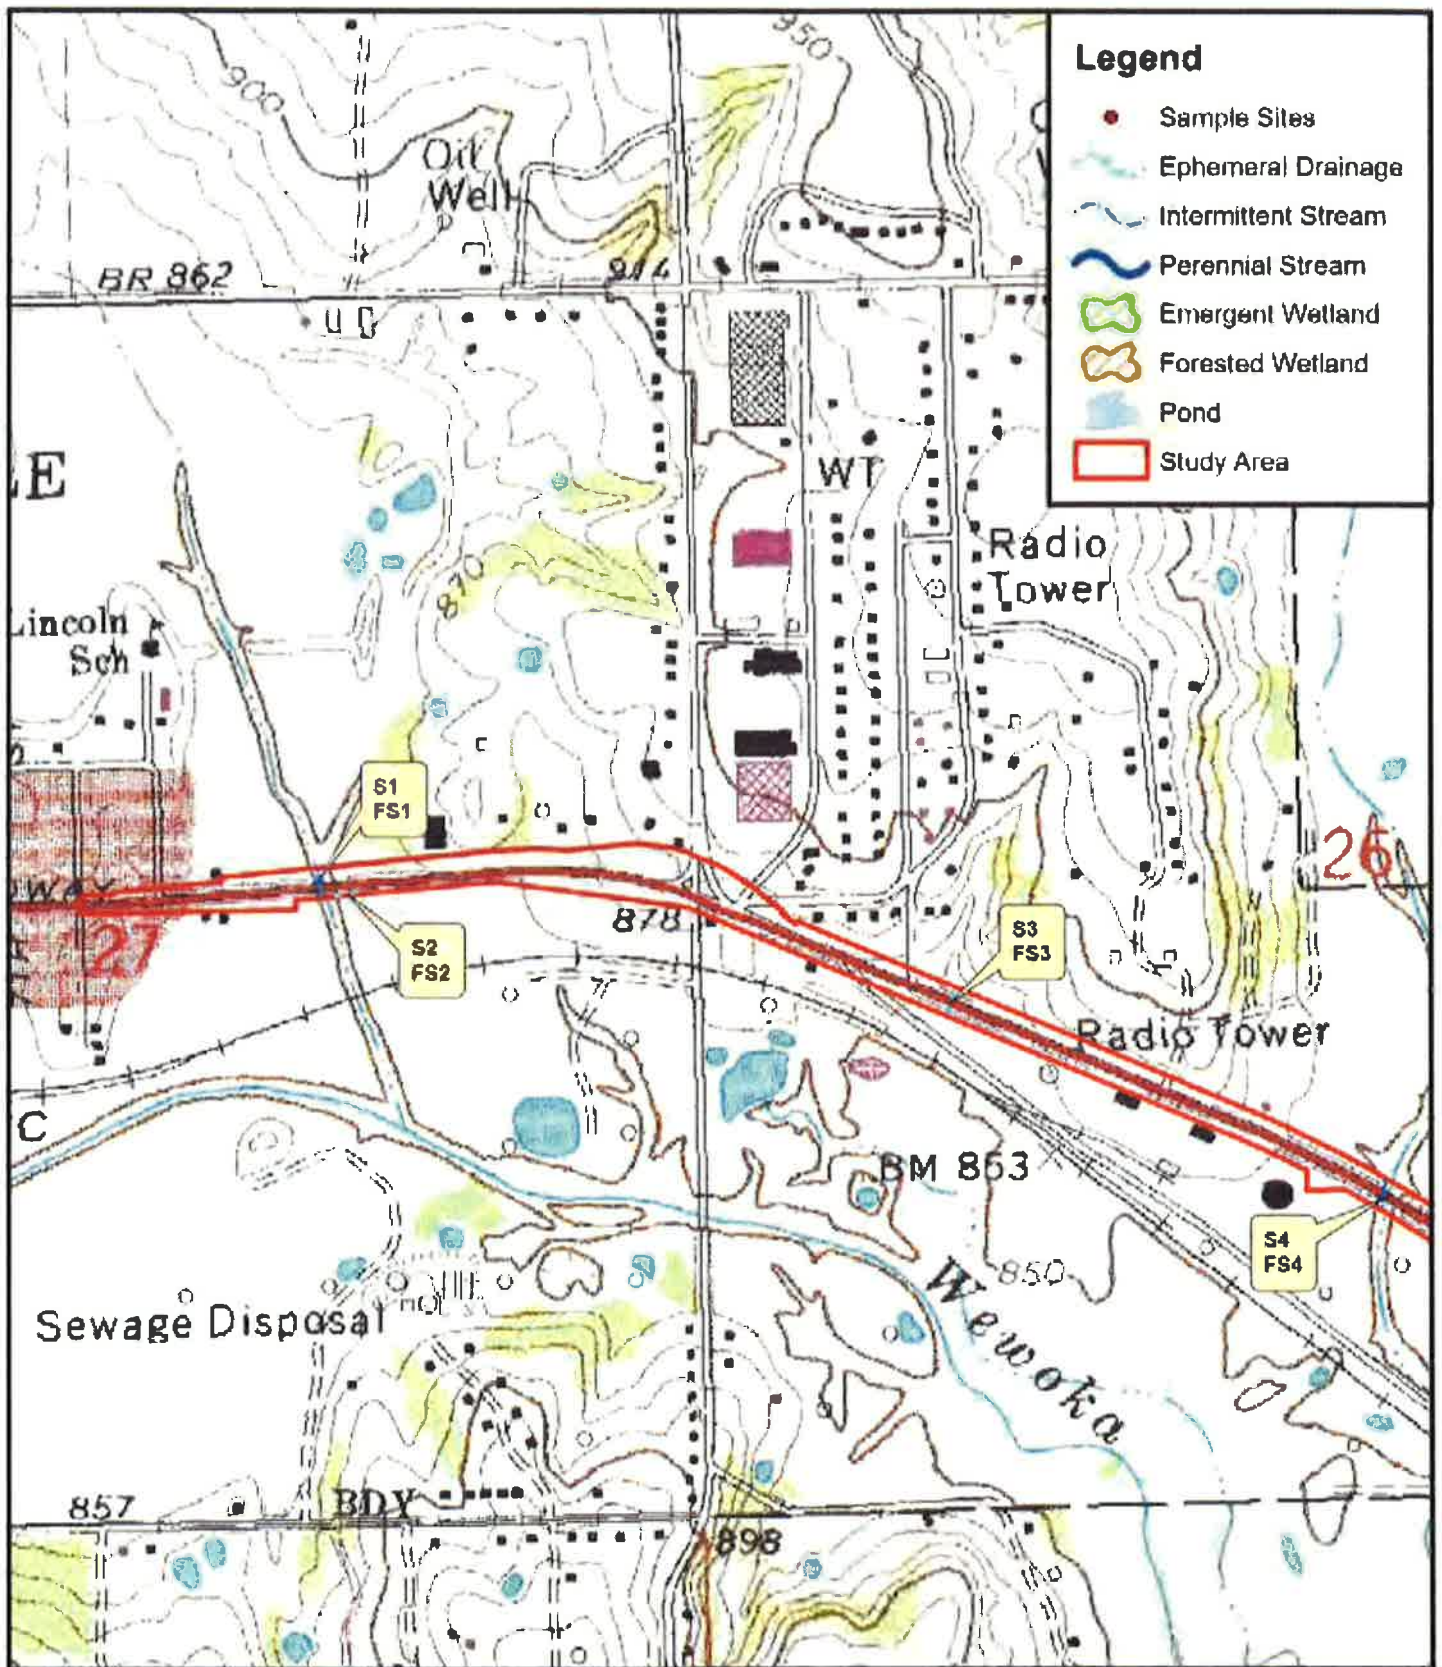 Legend
Sample Sites
Ephemeral Drainage
Intermittent Stream
Perennial Stream
Emergent Wetland
Forested Wetland
Pond
Study Area
900
950
Oil
Well
BR 862
914
E
WT
Radio
Tower
870
Lincoln
Sch
S1
FS1
26
27
878
S2
FS2
S3
FS3
Radio Tower
C
BM 853
S4
FS4
850
Wewoka
Sewage Disposal
857
BDY
898